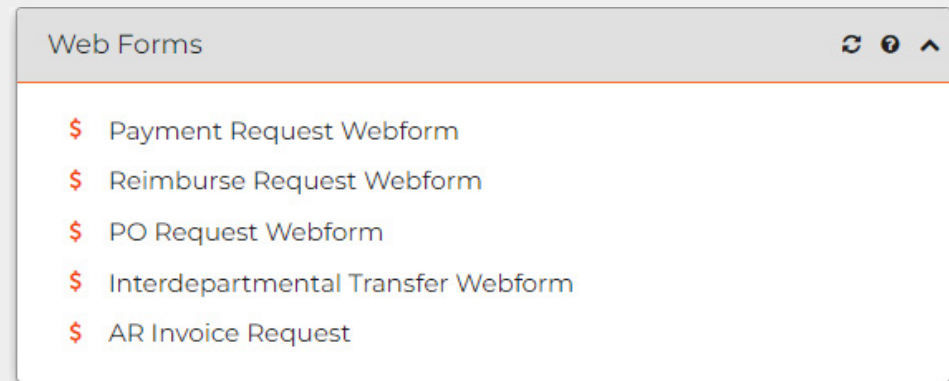 Web Forms
$ Payment Request Webform
$ Reimburse Request Webform
$ PO Request Webform
$ Interdepartmental Transfer Webform
$ AR Invoice Request